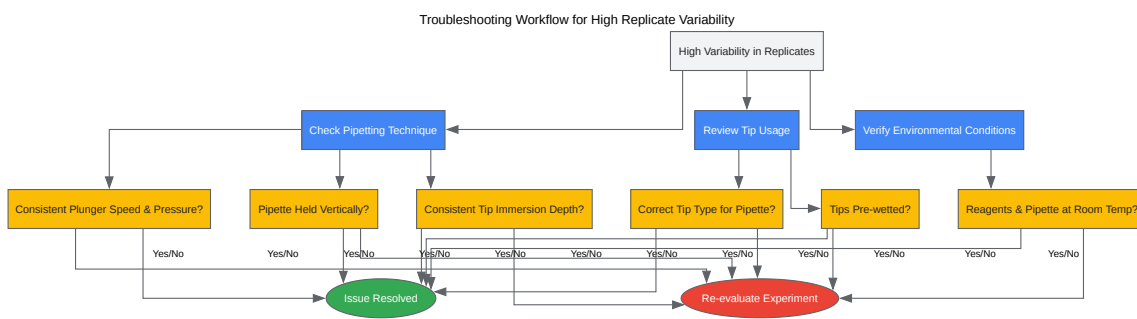 Troubleshooting Workflow for High Replicate Variability
High Variability in Replicates
Check Pipetting Technique
Review Tip Usage
Verify Environmental Conditions
Consistent Plunger Speed & Pressure?
Pipette Held Vertically?
Consistent Tip Immersion Depth?
Correct Tip Type for Pipette?
Tips Pre-wetted?
Reagents & Pipette at Room Temp?
Yes/No
Yes/No
Yes/No
Yes/No
Yes/No
Yes/No
Yes/No
Yes/No
Yes/No
Yes/No
Yes/No
Yes/No
Yes/No
Issue Resolved
Re-evaluate Experiment